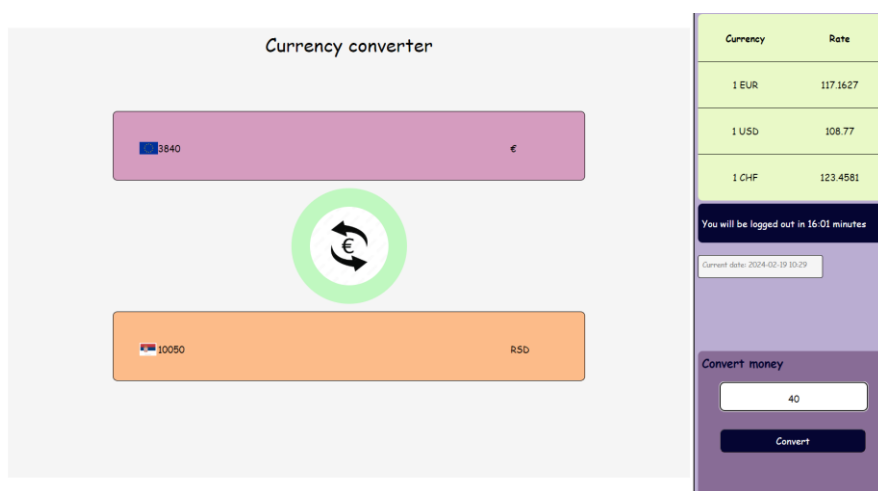 Currency converter
3840 €
€
10050 RSD
Currency Rate
1 EUR 117.1627
1 USD 108.77
1 CHF 123.4581
You will be logged out in 16:01 minutes
Current date: 2024-02-19 10:29
Convert money
40
Convert